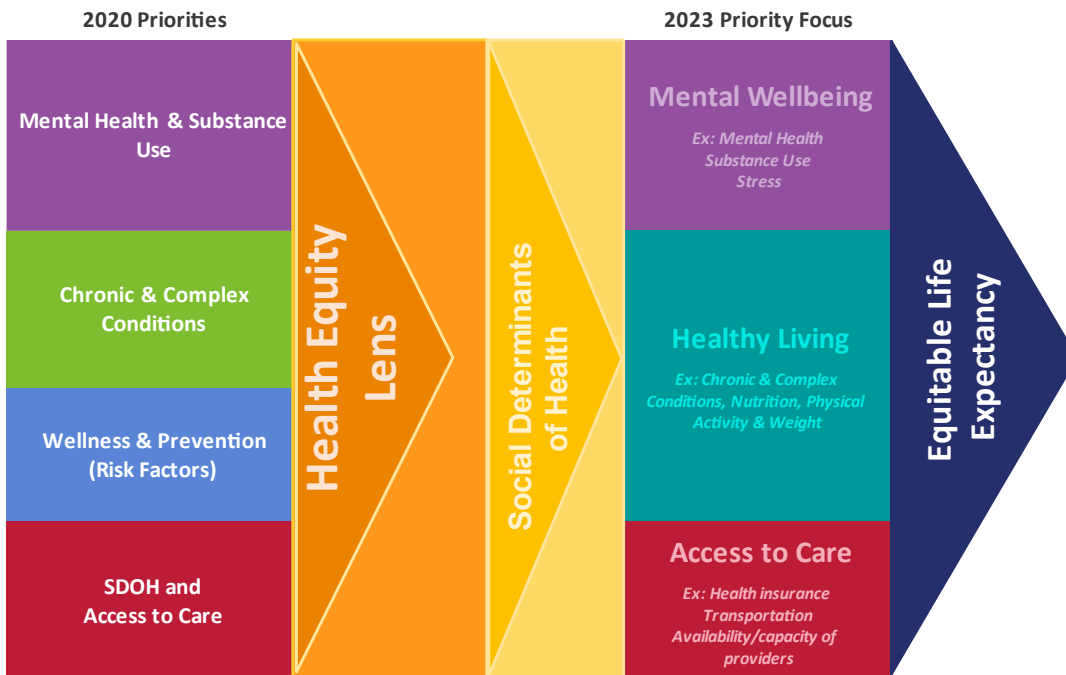 2020 Priorities
2023 Priority Focus
Mental Health & Substance
Use
Chronic & Complex
Conditions
Wellness & Prevention
(Risk Factors)
SDOH and
Access to Care
Health Equity
Lens
Social Determinants
of Health
Mental Wellbeing
Ex: Mental Health
Substance Use
Stress
Healthy Living
Ex: Chronic & Complex
Conditions, Nutrition, Physical
Activity & Weight
Access to Care
Ex: Health insurance
Transportation
Availability/capacity of
providers
Equitable Life
Expectancy